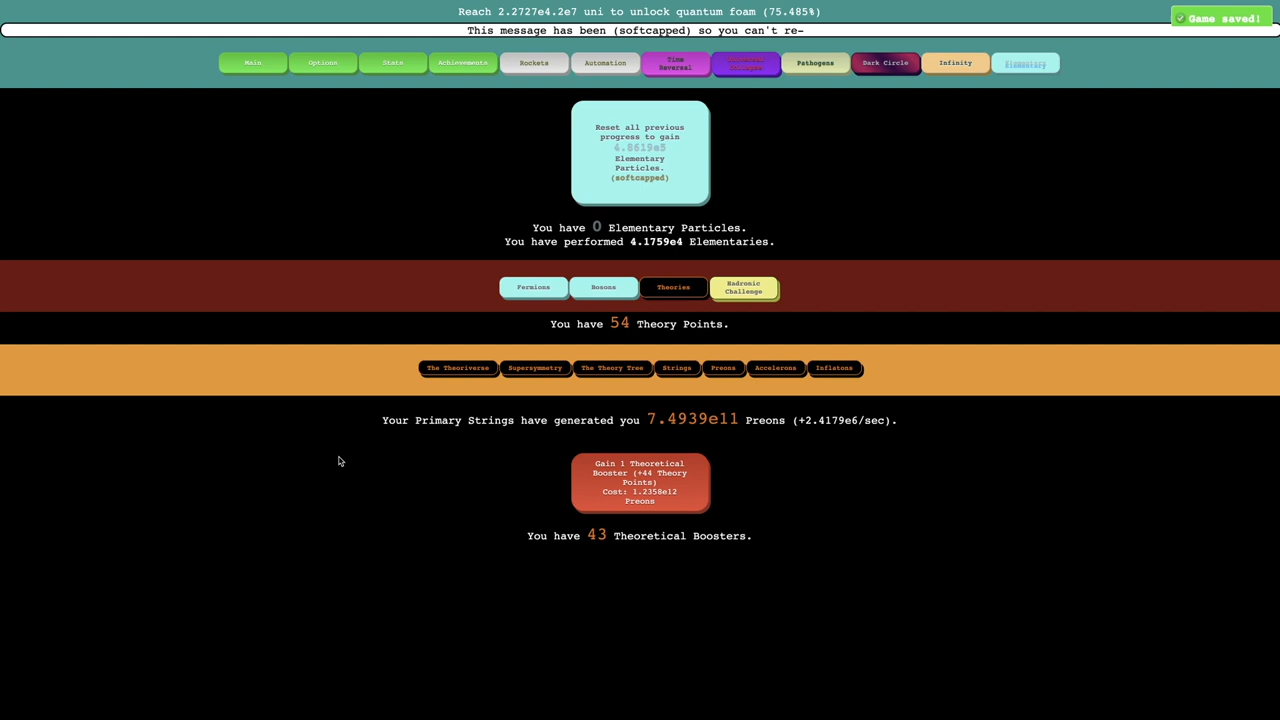 Reach 2.2727e4.2e7 uni to unlock quantum foam (75.485%)
Game saved!
This message has been (softcapped) so you can't re-
Main
Options
Stats
Achievements
Rockets
Automation
Time
Reversal
Universal
Collapse
Pathogens
Dark Circle
Infinity
Elementary
Reset all previous
progress to gain
4.8619e5
Elementary
Particles.
(softcapped)
You have 0 Elementary Particles.
You have performed 4.1759e4 Elementaries.
Fermions
Bosons
Theories
Hadronic
Challenge
You have 54 Theory Points.
The Theoriverse
Supersymmetry
The Theory Tree
Strings
Preons
Accelerons
Inflatons
Your Primary Strings have generated you 7.4939e11 Preons (+2.4179e6/sec).
Gain 1 Theoretical
Booster (+44 Theory
Points)
Cost: 1.2358e12
Preons
You have 43 Theoretical Boosters.